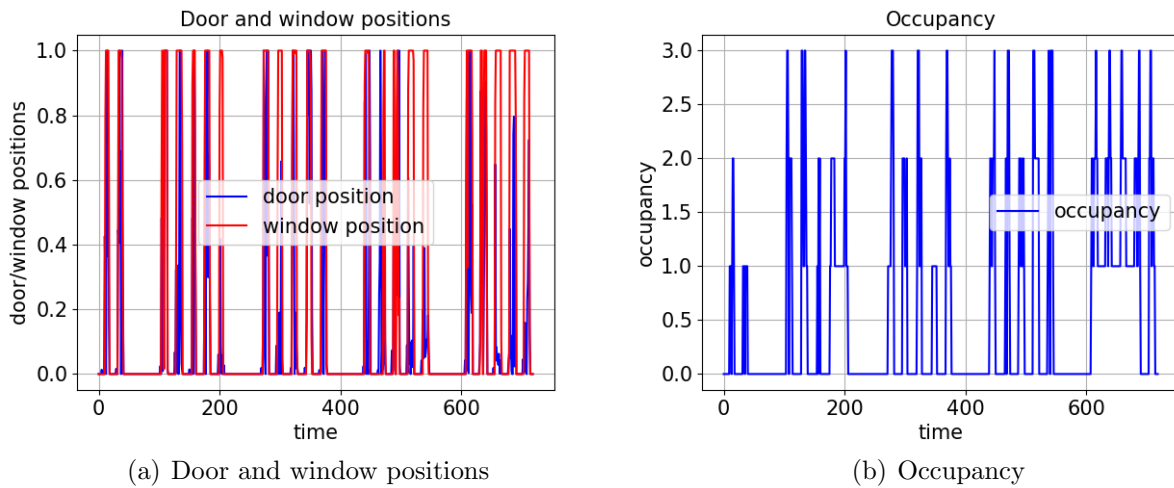 Door and window positions
1.0
0.8
0.6
0.4
0.2
0.0
door/window positions
door position
window position
0
200
400
600
time
(a) Door and window positions
Occupancy
3.0
2.5
2.0
1.5
1.0
0.5
0.0
occupancy
occupancy
0
200
400
600
time
(b) Occupancy